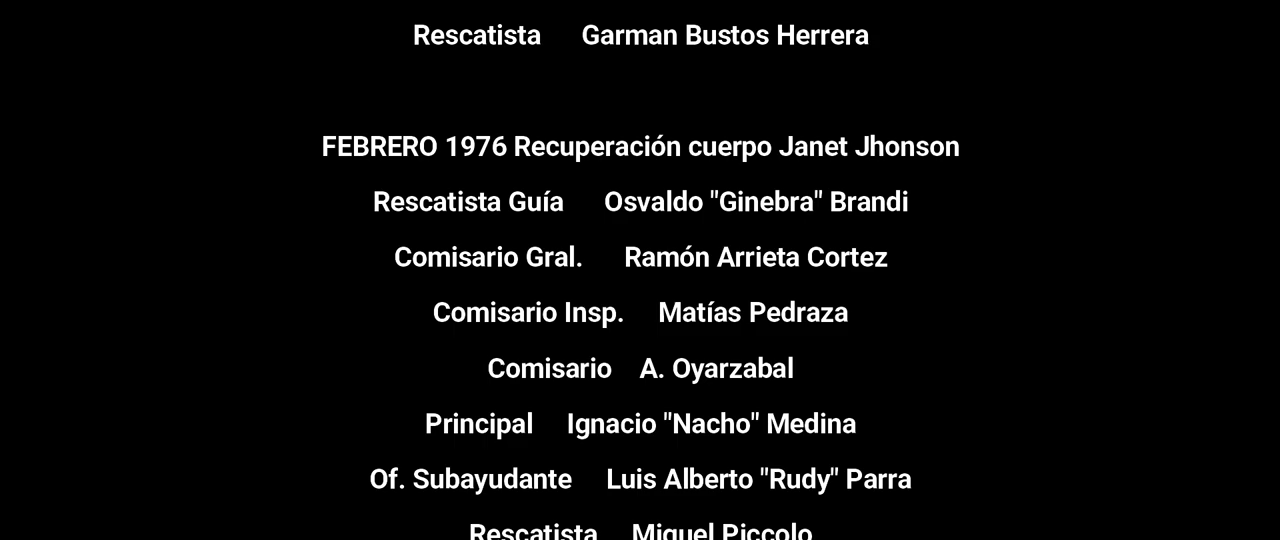 Rescatista Garman Bustos Herrera
FEBRERO 1976 Recuperación cuerpo Janet Jhonson
Rescatista Guía Osvaldo "Ginebra" Brandi
Comisario Gral. Ramón Arrieta Cortez
Comisario Insp. Matías Pedraza
Comisario A. Oyarzabal
Principal Ignacio "Nacho" Medina
Of. Subayudante Luis Alberto "Rudy" Parra
Rescatista Miguel Piccolo